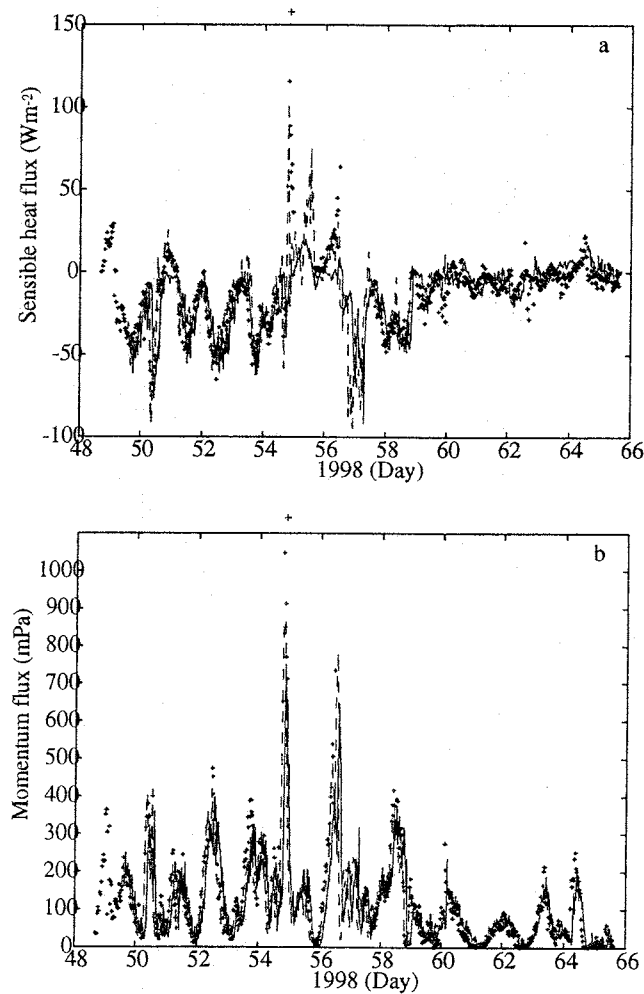 150
a
100
50
0
-50
-100
Sensible heat flux (Wm-2)
48 50 52 54 56 58 60 62 64 66
1998 (Day)
b
1000
900
800
700
600
500
400
300
200
100
0
Momentum flux (mPa)
48 50 52 54 56 58 60 62 64 66
1998 (Day)